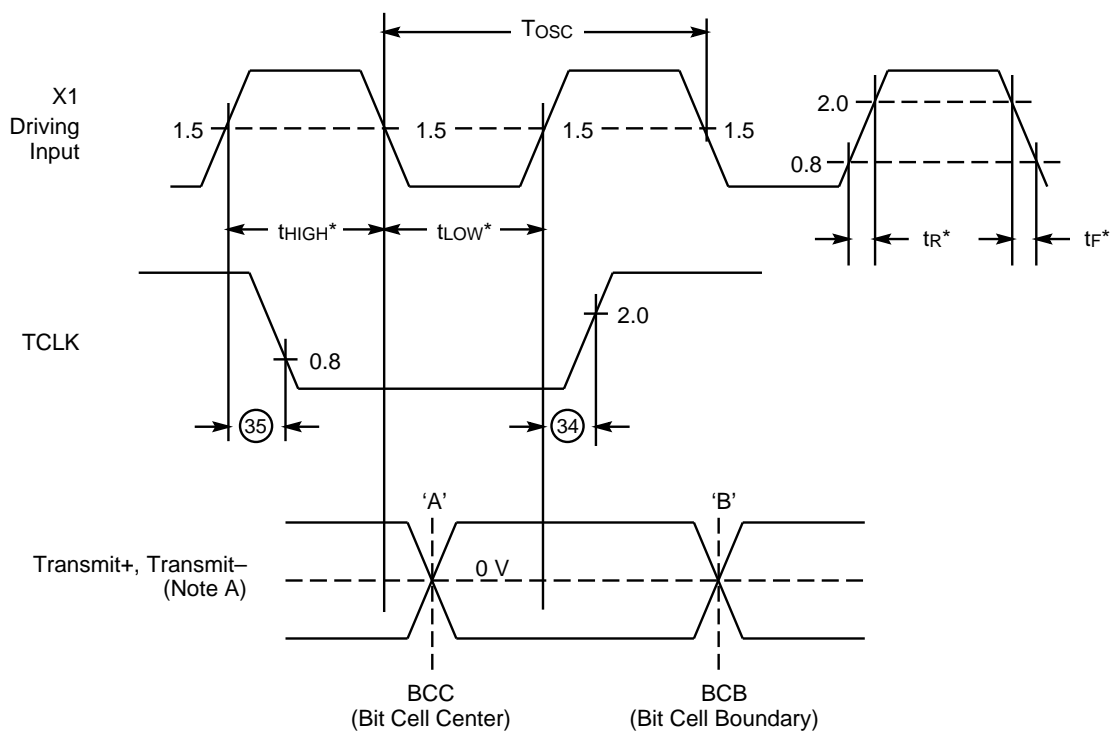 TOSC
X1
Driving
Input
1.5
1.5
1.5
1.5
2.0
0.8
tHIGH*
tLOW*
tR*
tF*
TCLK
0.8
2.0
35
34
‘A’
‘B’
Transmit+, Transmit–
(Note A)
0 V
BCC
(Bit Cell Center)
BCB
(Bit Cell Boundary)